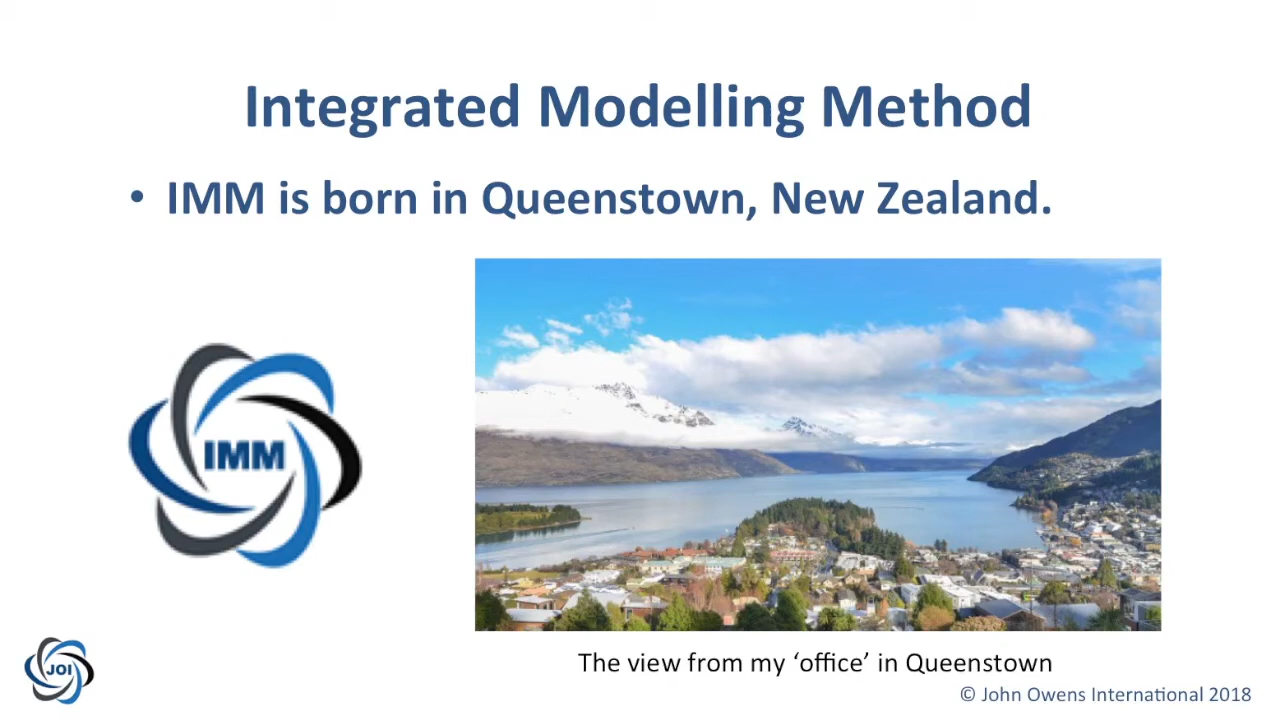 Integrated Modelling Method
• IMM is born in Queenstown, New Zealand.
IMM
The view from my ‘office’ in Queenstown
JOI
© John Owens International 2018